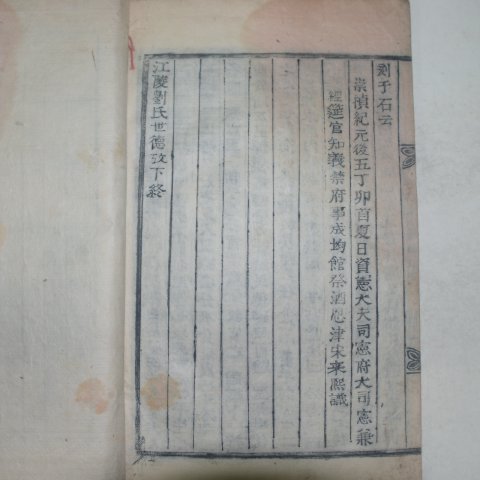 刻于石云
崇禎紀元後五丁卯首夏日資憲大夫司憲府大司憲兼
經筵官知義禁府事成均館祭酒恩津宋秉熙識
江陵劉氏世德攷下終